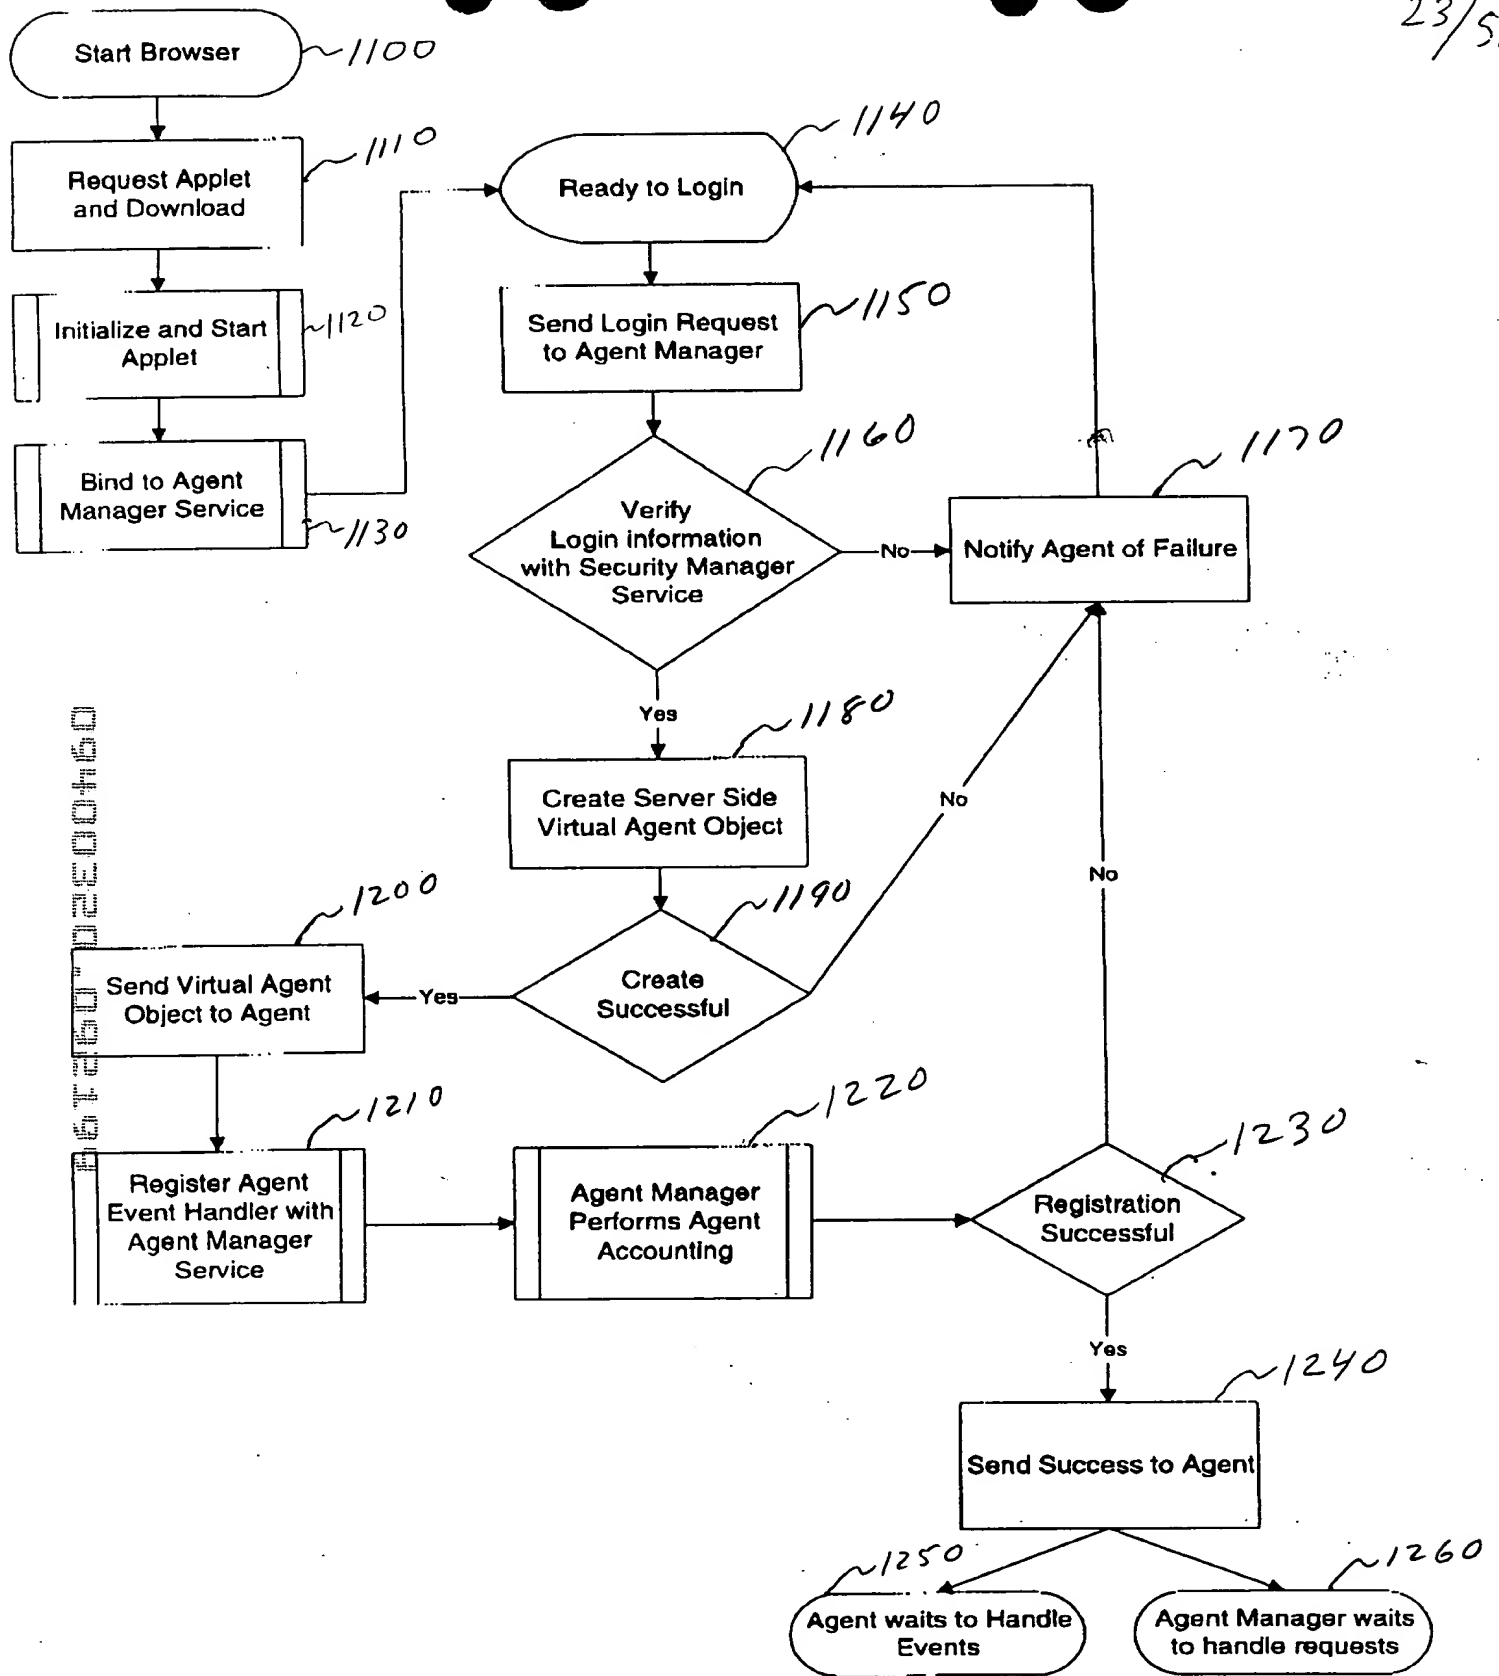 23/5
Start Browser
1100
Request Applet
and Download
1110
Initialize and Start
Applet
1120
Bind to Agent
Manager Service
1130
Ready to Login
1140
Send Login Request
to Agent Manager
1150
Verify
Login information
with Security Manager
Service
1160
No
Notify Agent of Failure
1170
Yes
Create Server Side
Virtual Agent Object
1180
No
No
Create
Successful
1190
Yes
Send Virtual Agent
Object to Agent
1200
Register Agent
Event Handler with
Agent Manager
Service
1210
Agent Manager
Performs Agent
Accounting
1220
Registration
Successful
1230
Yes
Send Success to Agent
1240
Agent waits to Handle
Events
1250
Agent Manager waits
to handle requests
1260